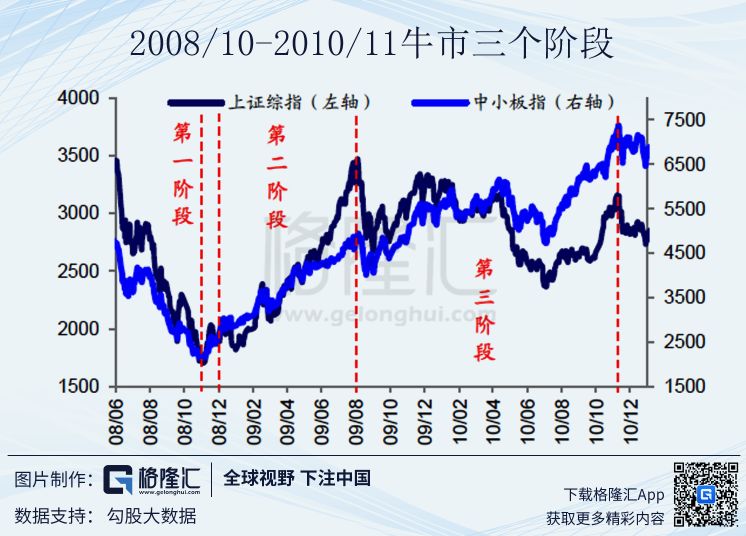 2008/10-2010/11牛市三个阶段
上证综指（左轴）
中小板指（右轴）
4000
3500
3000
2500
2000
1500
7500
6500
5500
4500
3500
2500
1500
第一阶段
第二阶段
第三阶段
格隆汇
www.gelonghui.com
08/06
08/08
08/10
08/12
09/02
09/04
09/06
09/08
09/10
09/12
10/02
10/04
10/06
10/08
10/10
10/12
图片制作：
格隆汇
www.gelonghui.com
全球视野 下注中国
数据支持： 勾股大数据
下载格隆汇App
获取更多精彩内容